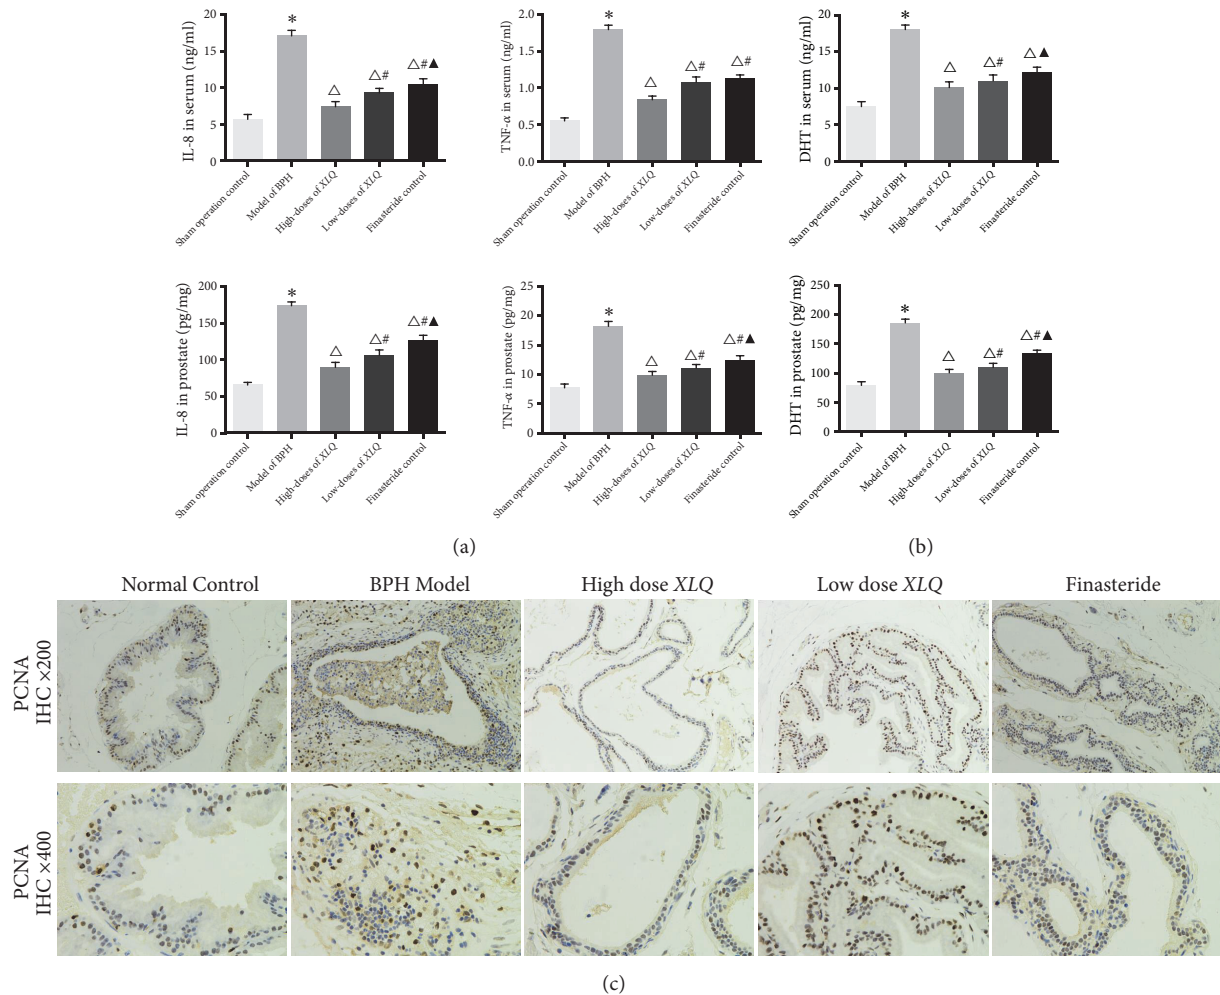 IL-8 in serum (ng/ml)
20
15
10
5
0
*
△
△#
△#▲
Sham operation control
Model of BPH
High-doses of XLQ
Low-doses of XLQ
Finasteride control
TNF-α in serum (ng/ml)
2.0
1.5
1.0
0.5
0.0
*
△
△#
△#
Sham operation control
Model of BPH
High-doses of XLQ
Low-doses of XLQ
Finasteride control
DHT in serum (ng/ml)
20
15
10
5
0
*
△
△#
△▲
Sham operation control
Model of BPH
High-doses of XLQ
Low-doses of XLQ
Finasteride control
IL-8 in prostate (pg/mg)
200
150
100
50
0
*
△
△#
△#▲
Sham operation control
Model of BPH
High-doses of XLQ
Low-doses of XLQ
Finasteride control
TNF-α in prostate (pg/mg)
25
20
15
10
5
0
*
△
△#
△#▲
Sham operation control
Model of BPH
High-doses of XLQ
Low-doses of XLQ
Finasteride control
DHT in prostate (pg/mg)
250
200
150
100
50
0
*
△
△#
△#▲
Sham operation control
Model of BPH
High-doses of XLQ
Low-doses of XLQ
Finasteride control
(a)
(b)
Normal Control
BPH Model
High dose XLQ
Low dose XLQ
Finasteride
PCNA
IHC ×200
PCNA
IHC ×400
(c)